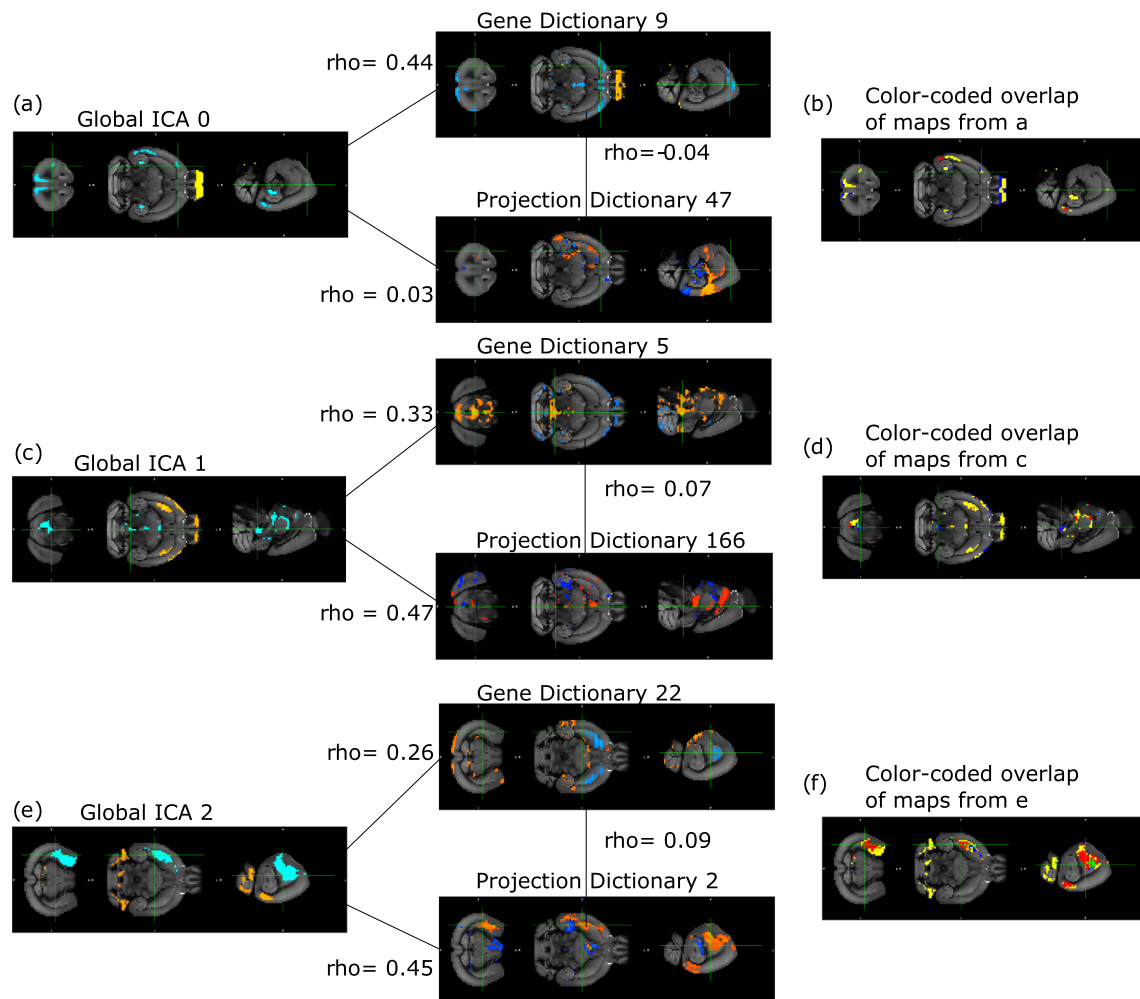 Gene Dictionary 9
rho= 0.44
(a)
Global ICA 0
(b)
Color-coded overlap
of maps from a
rho=-0.04
Projection Dictionary 47
rho = 0.03
Gene Dictionary 5
rho= 0.33
(c)
Global ICA 1
(d)
Color-coded overlap
of maps from c
rho= 0.07
Projection Dictionary 166
rho = 0.47
Gene Dictionary 22
rho= 0.26
(e)
Global ICA 2
(f)
Color-coded overlap
of maps from e
rho= 0.09
Projection Dictionary 2
rho= 0.45